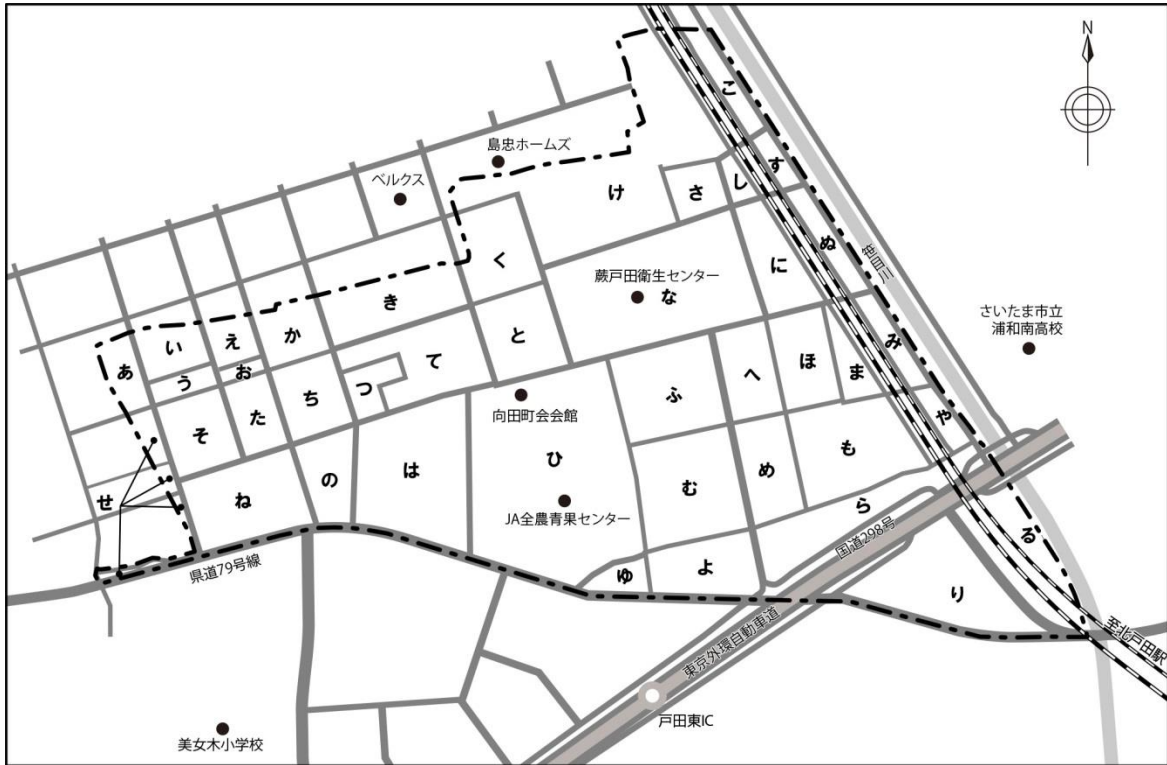 N
こ
島忠ホームズ
す
ベルクス
け
さ
し
笹目川
ぬ
く
に
蕨戸田衛生センター
な
き
さいたま市立
浦和南高校
か
え
い
と
み
あ
お
う
て
ほ
へ
ま
つ
ち
ふ
向田町会会館
た
や
そ
も
ひ
は
め
の
む
せ
ね
JA全農青果センター
ら
国道298号
る
県道79号線
ゆ
よ
り
至北戸田駅
東京外環自動車道
戸田東IC
美女木小学校